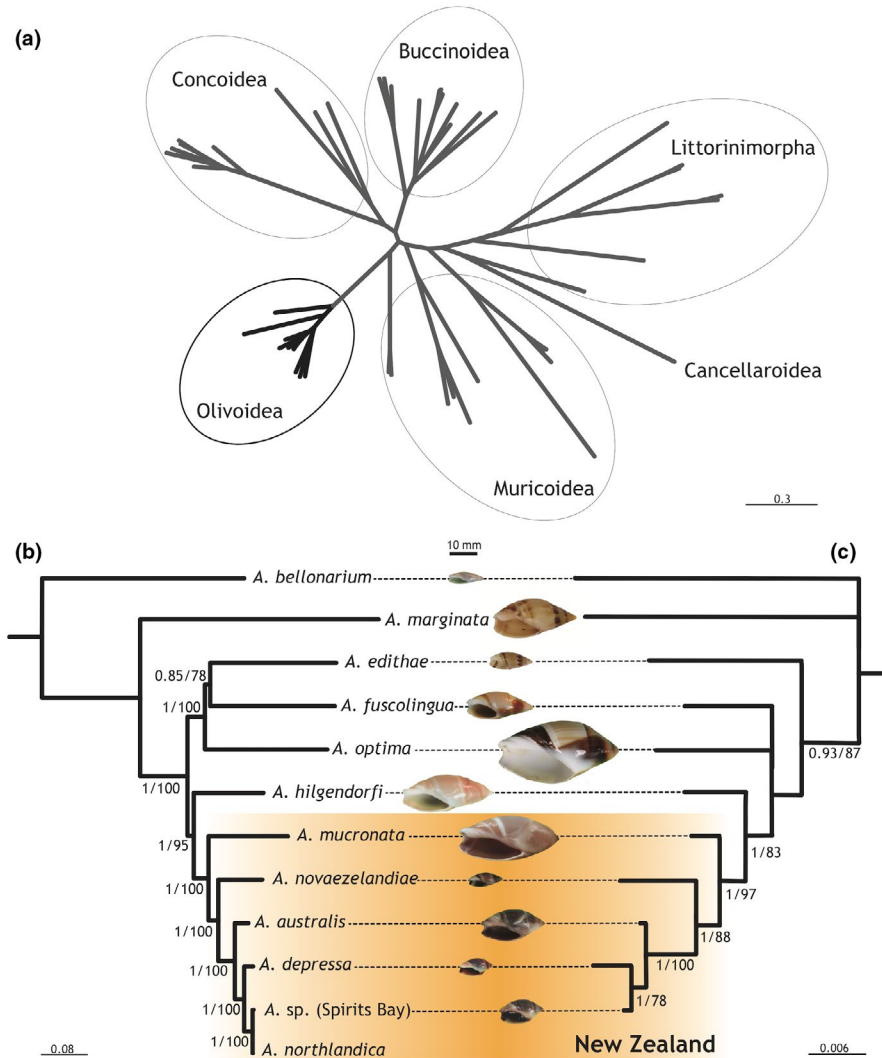 (a)
Buccinoidea
Concoidea
Littorinimorpha
Cancellaroidea
Olivoidea
Muricoidea
0.3
(b)
10 mm
(c)
A. bellonarium
A. marginata
A. edithae
0.85/78
A. fuscolingua
1/100
A. optima
0.93/87
1/100
A. hilgendorfi
A. mucronata
1/95
1/83
1/100
A. novaezelandiae
1/97
A. australis
1/100
1/88
A. depressa
1/100
1/100
1/78
A. sp. (Spirits Bay)
1/100
New Zealand
A. northlandica
0.08
0.006